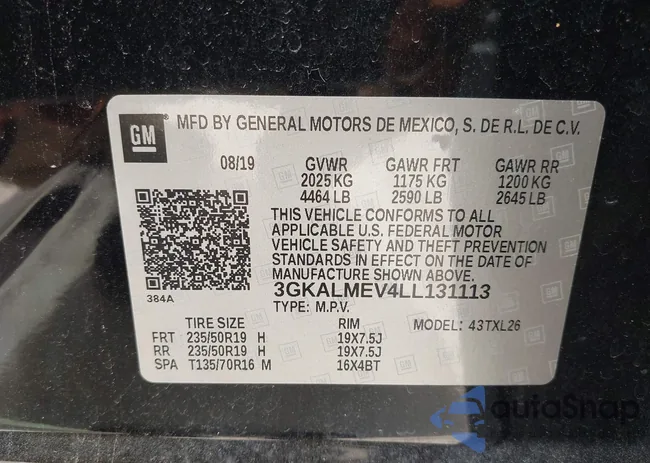 GM MFD BY GENERAL MOTORS DE MEXICO, S. DE R.L. DE C.V.
08/19 GVWR GAWR FRT GAWR RR
2025 KG 1175 KG 1200 KG
4464 LB 2590 LB 2645 LB
THIS VEHICLE CONFORMS TO ALL
APPLICABLE U.S. FEDERAL MOTOR
VEHICLE SAFETY AND THEFT PREVENTION
STANDARDS IN EFFECT ON THE DATE OF
MANUFACTURE SHOWN ABOVE.
384A
3GKALMEV4LL131113
TYPE: M.P.V.
TIRE SIZE RIM MODEL: 43TXL26
FRT 235/50R19 H 19X7.5J
RR 235/50R19 H 19X7.5J
SPA T135/70R16 M 16X4BT
autoShap